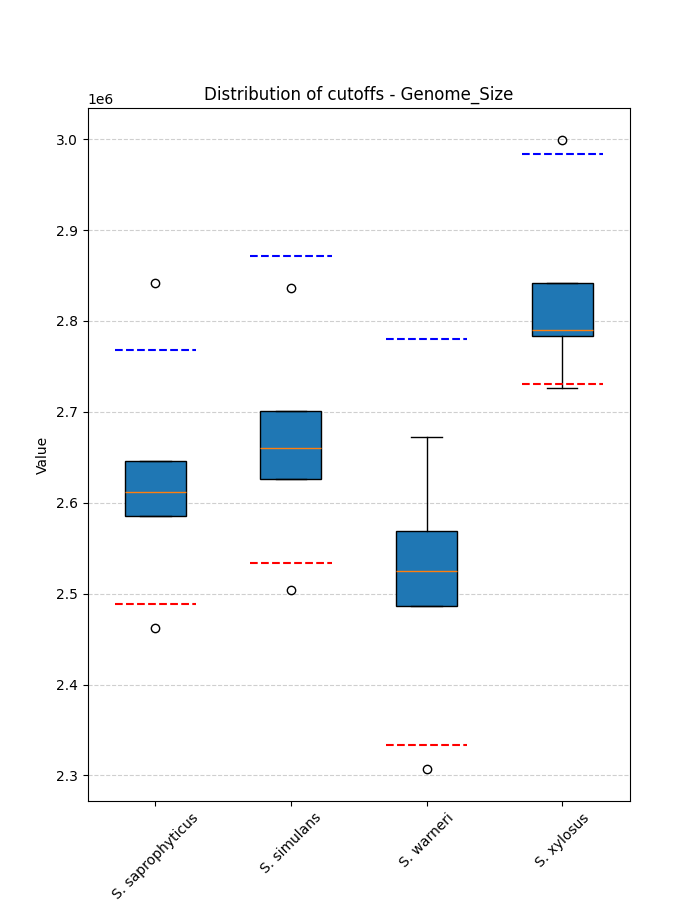 Distribution of cutoffs - Genome_Size
1e6
3.0
2.9
2.8
2.7
2.6
2.5
2.4
2.3
Value
S. saprophyticus
S. simulans
S. warneri
S. xylosus